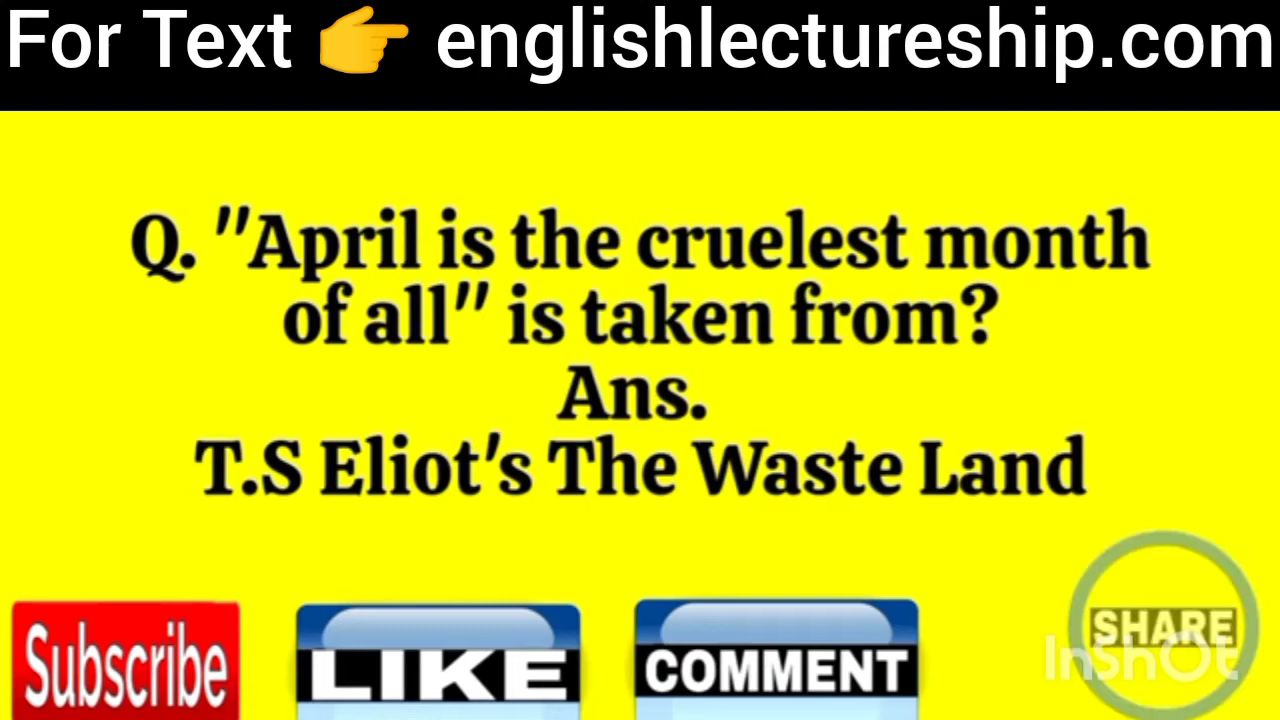 For Text 👉 englishlectureship.com
Q. "April is the cruelest month
of all" is taken from?
Ans.
T.S Eliot's The Waste Land
Subscribe
LIKE
COMMENT
SHARE
InShOt